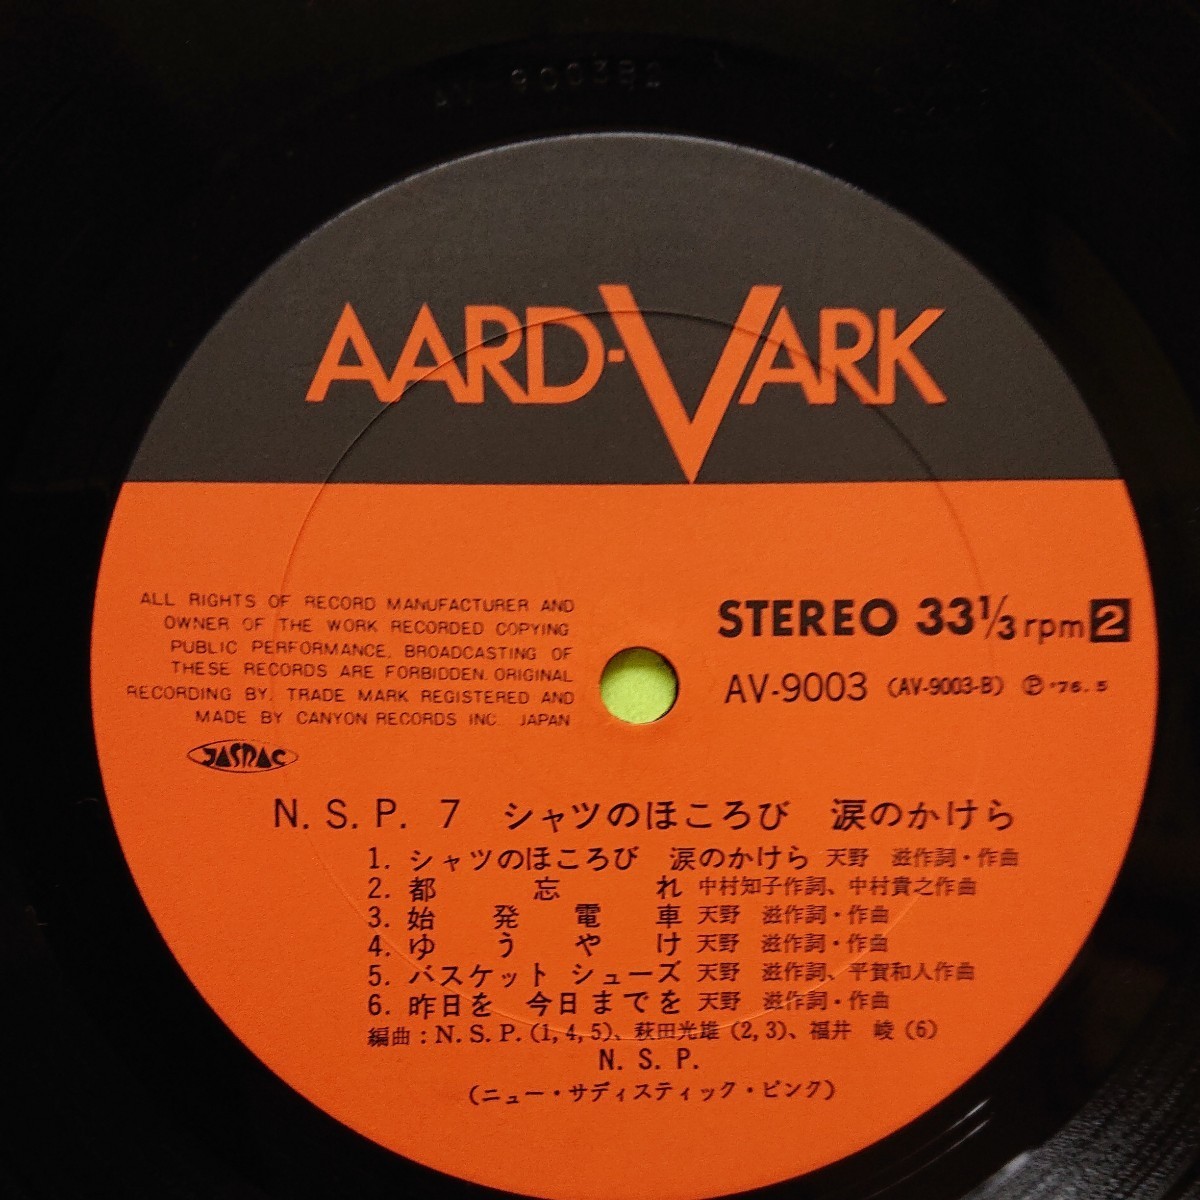 AARD-VARK
ALL RIGHTS OF RECORD MANUFACTURER AND
OWNER OF THE WORK RECORDED COPYING
PUBLIC PERFORMANCE, BROADCASTING OF
THESE RECORDS ARE FORBIDDEN. ORIGINAL
RECORDING BY. TRADE MARK REGISTERED AND
MADE BY CANYON RECORDS INC. JAPAN
JASRAC
STEREO 33⅓ rpm 2
AV-9003 (AV-9003-B) Ⓟ '76. 5
N. S. P. 7 シャツのほころび 涙のかけら
1. シャツのほころび 涙のかけら 天野 滋作詞・作曲
2. 都忘れ 中村知子作詞、中村貴之作曲
3. 始発電車 天野 滋作詞・作曲
4. ゆうやけ 天野 滋作詞・作曲
5. バスケット シューズ 天野 滋作詞、平賀和人作曲
6. 昨日を 今日までを 天野 滋作詞・作曲
編曲：N. S. P. (1, 4, 5)、萩田光雄 (2, 3)、福井 崚 (6)
N. S. P.
(ニュー・サディスティック・ピンク)